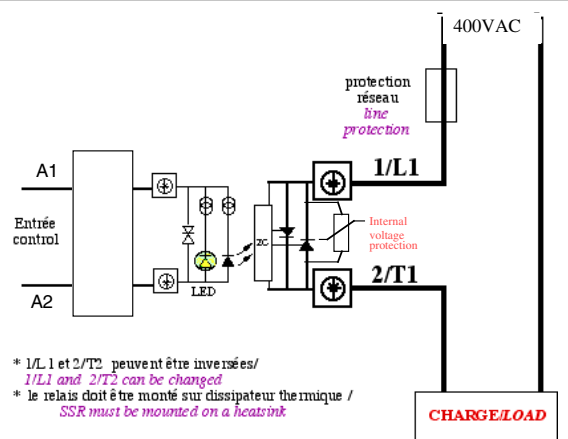 400VAC
protection
réseau
line
protection
A1
1/L1
Entrée
control
ZC
Internal
voltage
protection
A2
LED
2/T1
* 1/L1 et 2/T2 peuvent être inversées/
1/L1 and 2/T2 can be changed
* le relais doit être monté sur dissipateur thermique /
SSR must be mounted on a heatsink
CHARGE/LOAD